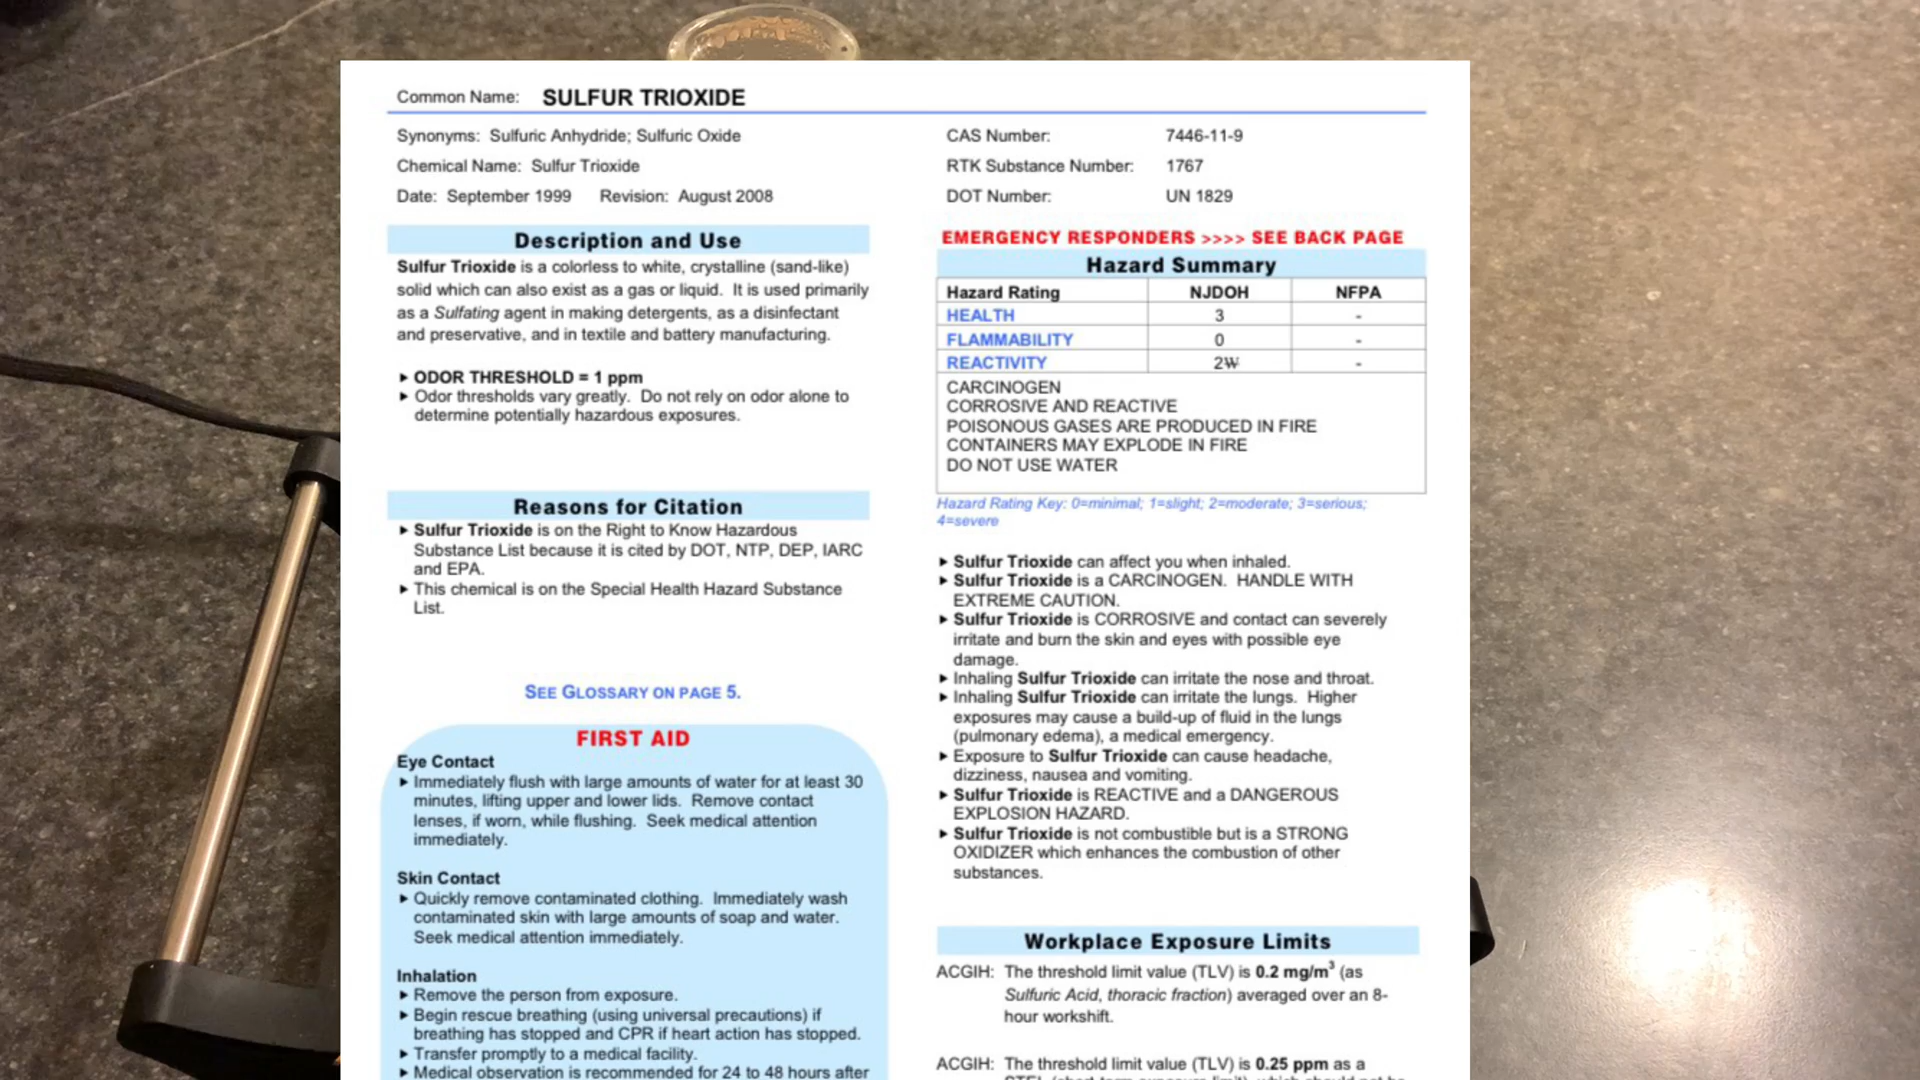 Common Name: SULFUR TRIOXIDE
Synonyms: Sulfuric Anhydride; Sulfuric Oxide
Chemical Name: Sulfur Trioxide
Date: September 1999 Revision: August 2008
CAS Number: 7446-11-9
RTK Substance Number: 1767
DOT Number: UN 1829
Description and Use
Sulfur Trioxide is a colorless to white, crystalline (sand-like)
solid which can also exist as a gas or liquid. It is used primarily
as a Sulfating agent in making detergents, as a disinfectant
and preservative, and in textile and battery manufacturing.
▶ ODOR THRESHOLD = 1 ppm
▶ Odor thresholds vary greatly. Do not rely on odor alone to
determine potentially hazardous exposures.
Reasons for Citation
▶ Sulfur Trioxide is on the Right to Know Hazardous
Substance List because it is cited by DOT, NTP, DEP, IARC
and EPA.
▶ This chemical is on the Special Health Hazard Substance
List.
SEE GLOSSARY ON PAGE 5.
FIRST AID
Eye Contact
▶ Immediately flush with large amounts of water for at least 30
minutes, lifting upper and lower lids. Remove contact
lenses, if worn, while flushing. Seek medical attention
immediately.
Skin Contact
▶ Quickly remove contaminated clothing. Immediately wash
contaminated skin with large amounts of soap and water.
Seek medical attention immediately.
Inhalation
▶ Remove the person from exposure.
▶ Begin rescue breathing (using universal precautions) if
breathing has stopped and CPR if heart action has stopped.
▶ Transfer promptly to a medical facility.
▶ Medical observation is recommended for 24 to 48 hours after
EMERGENCY RESPONDERS >>>> SEE BACK PAGE
Hazard Summary
Hazard Rating NJDOH NFPA
HEALTH 3 -
FLAMMABILITY 0 -
REACTIVITY 2W -
CARCINOGEN
CORROSIVE AND REACTIVE
POISONOUS GASES ARE PRODUCED IN FIRE
CONTAINERS MAY EXPLODE IN FIRE
DO NOT USE WATER
Hazard Rating Key: 0=minimal; 1=slight; 2=moderate; 3=serious;
4=severe
▶ Sulfur Trioxide can affect you when inhaled.
▶ Sulfur Trioxide is a CARCINOGEN. HANDLE WITH
EXTREME CAUTION.
▶ Sulfur Trioxide is CORROSIVE and contact can severely
irritate and burn the skin and eyes with possible eye
damage.
▶ Inhaling Sulfur Trioxide can irritate the nose and throat.
▶ Inhaling Sulfur Trioxide can irritate the lungs. Higher
exposures may cause a build-up of fluid in the lungs
(pulmonary edema), a medical emergency.
▶ Exposure to Sulfur Trioxide can cause headache,
dizziness, nausea and vomiting.
▶ Sulfur Trioxide is REACTIVE and a DANGEROUS
EXPLOSION HAZARD.
▶ Sulfur Trioxide is not combustible but is a STRONG
OXIDIZER which enhances the combustion of other
substances.
Workplace Exposure Limits
ACGIH: The threshold limit value (TLV) is 0.2 mg/m³ (as
Sulfuric Acid, thoracic fraction) averaged over an 8-
hour workshift.
ACGIH: The threshold limit value (TLV) is 0.25 ppm as a